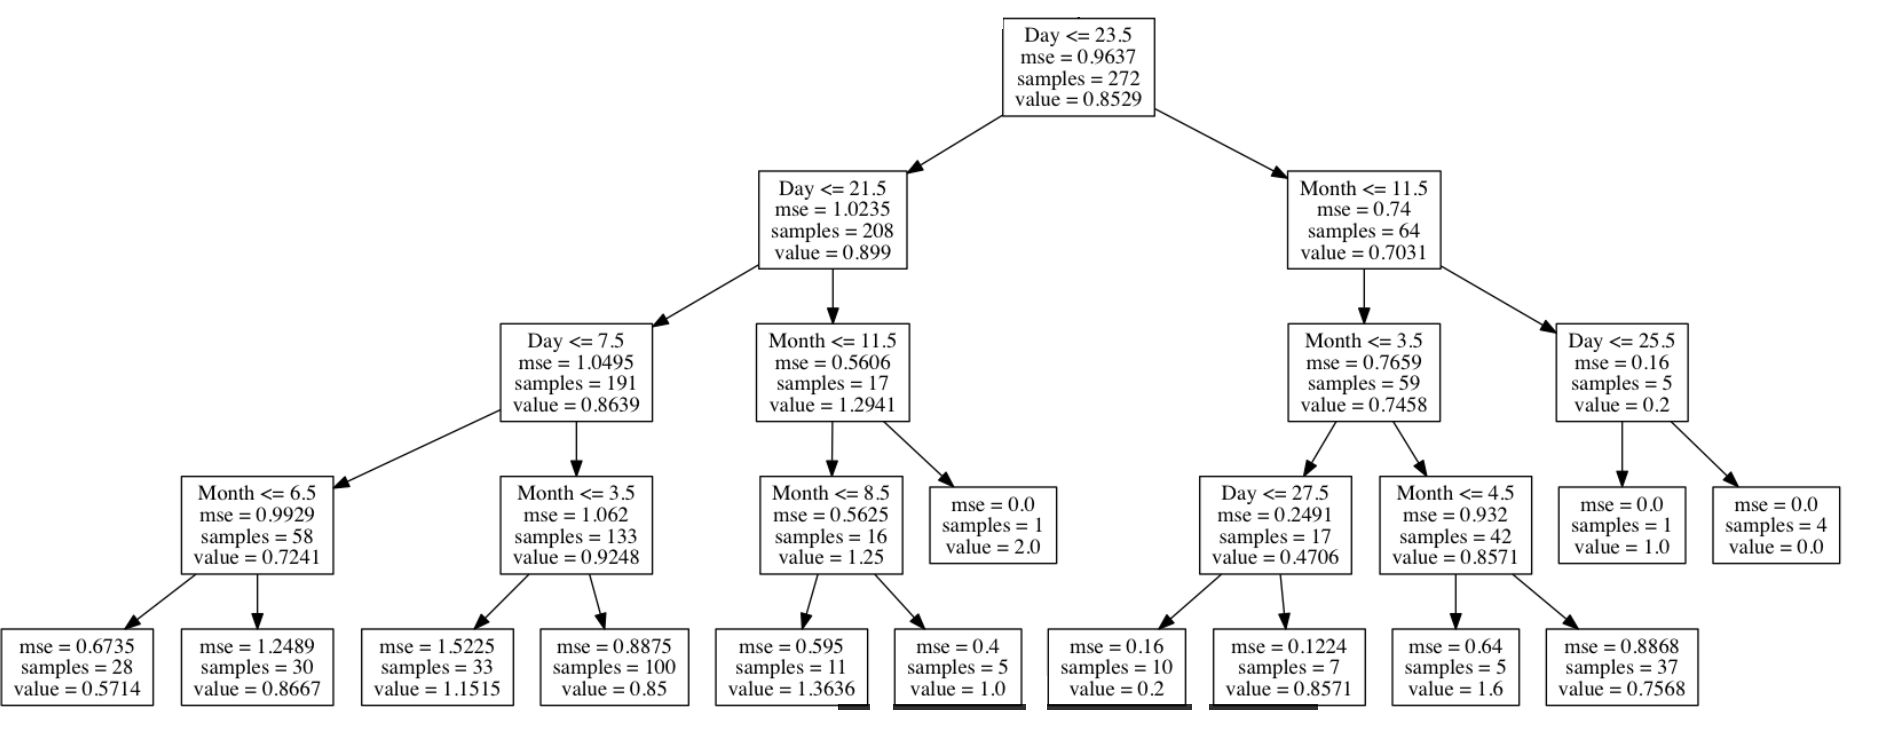 Day <= 23.5
mse = 0.9637
samples = 272
value = 0.8529
Day <= 21.5
mse = 1.0235
samples = 208
value = 0.899
Month <= 11.5
mse = 0.74
samples = 64
value = 0.7031
Day <= 7.5
mse = 1.0495
samples = 191
value = 0.8639
Month <= 11.5
mse = 0.5606
samples = 17
value = 1.2941
Month <= 3.5
mse = 0.7659
samples = 59
value = 0.7458
Day <= 25.5
mse = 0.16
samples = 5
value = 0.2
Month <= 6.5
mse = 0.9929
samples = 58
value = 0.7241
Month <= 3.5
mse = 1.062
samples = 133
value = 0.9248
Month <= 8.5
mse = 0.5625
samples = 16
value = 1.25
mse = 0.0
samples = 1
value = 2.0
Day <= 27.5
mse = 0.2491
samples = 17
value = 0.4706
Month <= 4.5
mse = 0.932
samples = 42
value = 0.8571
mse = 0.0
samples = 1
value = 1.0
mse = 0.0
samples = 4
value = 0.0
mse = 0.6735
samples = 28
value = 0.5714
mse = 1.2489
samples = 30
value = 0.8667
mse = 1.5225
samples = 33
value = 1.1515
mse = 0.8875
samples = 100
value = 0.85
mse = 0.595
samples = 11
value = 1.3636
mse = 0.4
samples = 5
value = 1.0
mse = 0.16
samples = 10
value = 0.2
mse = 0.1224
samples = 7
value = 0.8571
mse = 0.64
samples = 5
value = 1.6
mse = 0.8868
samples = 37
value = 0.7568